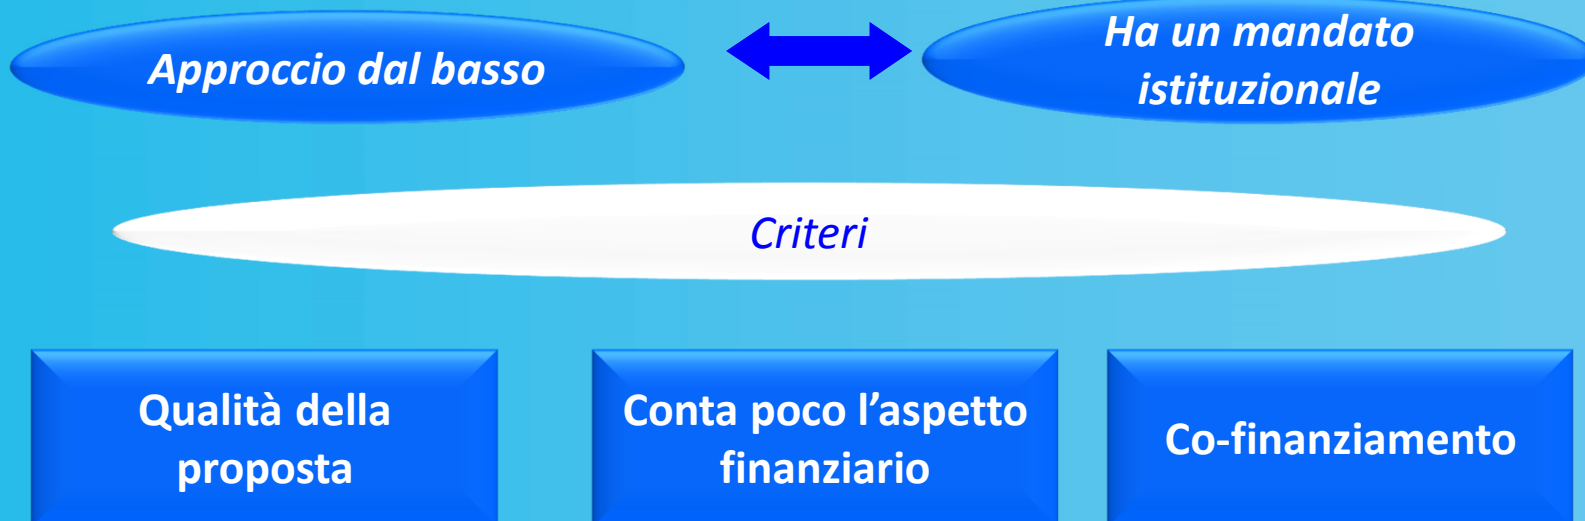 Approccio dal basso
Ha un mandato
istituzionale
Criteri
Qualità della
proposta
Conta poco l’aspetto
finanziario
Co-finanziamento